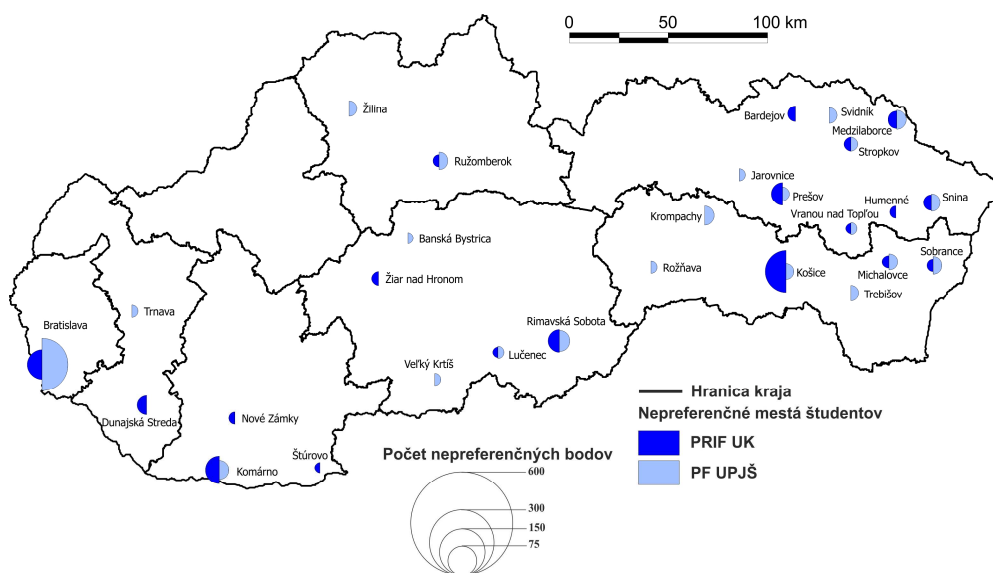 0 50 100 km
Žilina
Ružomberok
Bardejov
Svidník
Medzilaborce
Stropkov
Jarovnice
Prešov
Krompachy
Vranou nad Topľou
Humenné
Snina
Banská Bystrica
Žiar nad Hronom
Rožňava
Košice
Michalovce
Sobrance
Trebišov
Trnava
Bratislava
Rimavská Sobota
Lučenec
Veľký Krtíš
Dunajská Streda
Nové Zámky
Štúrovo
Komárno
Hranica kraja
Nepreferenčné mestá študentov
PRIF UK
PF UPJŠ
Počet nepreferenčných bodov
600
300
150
75